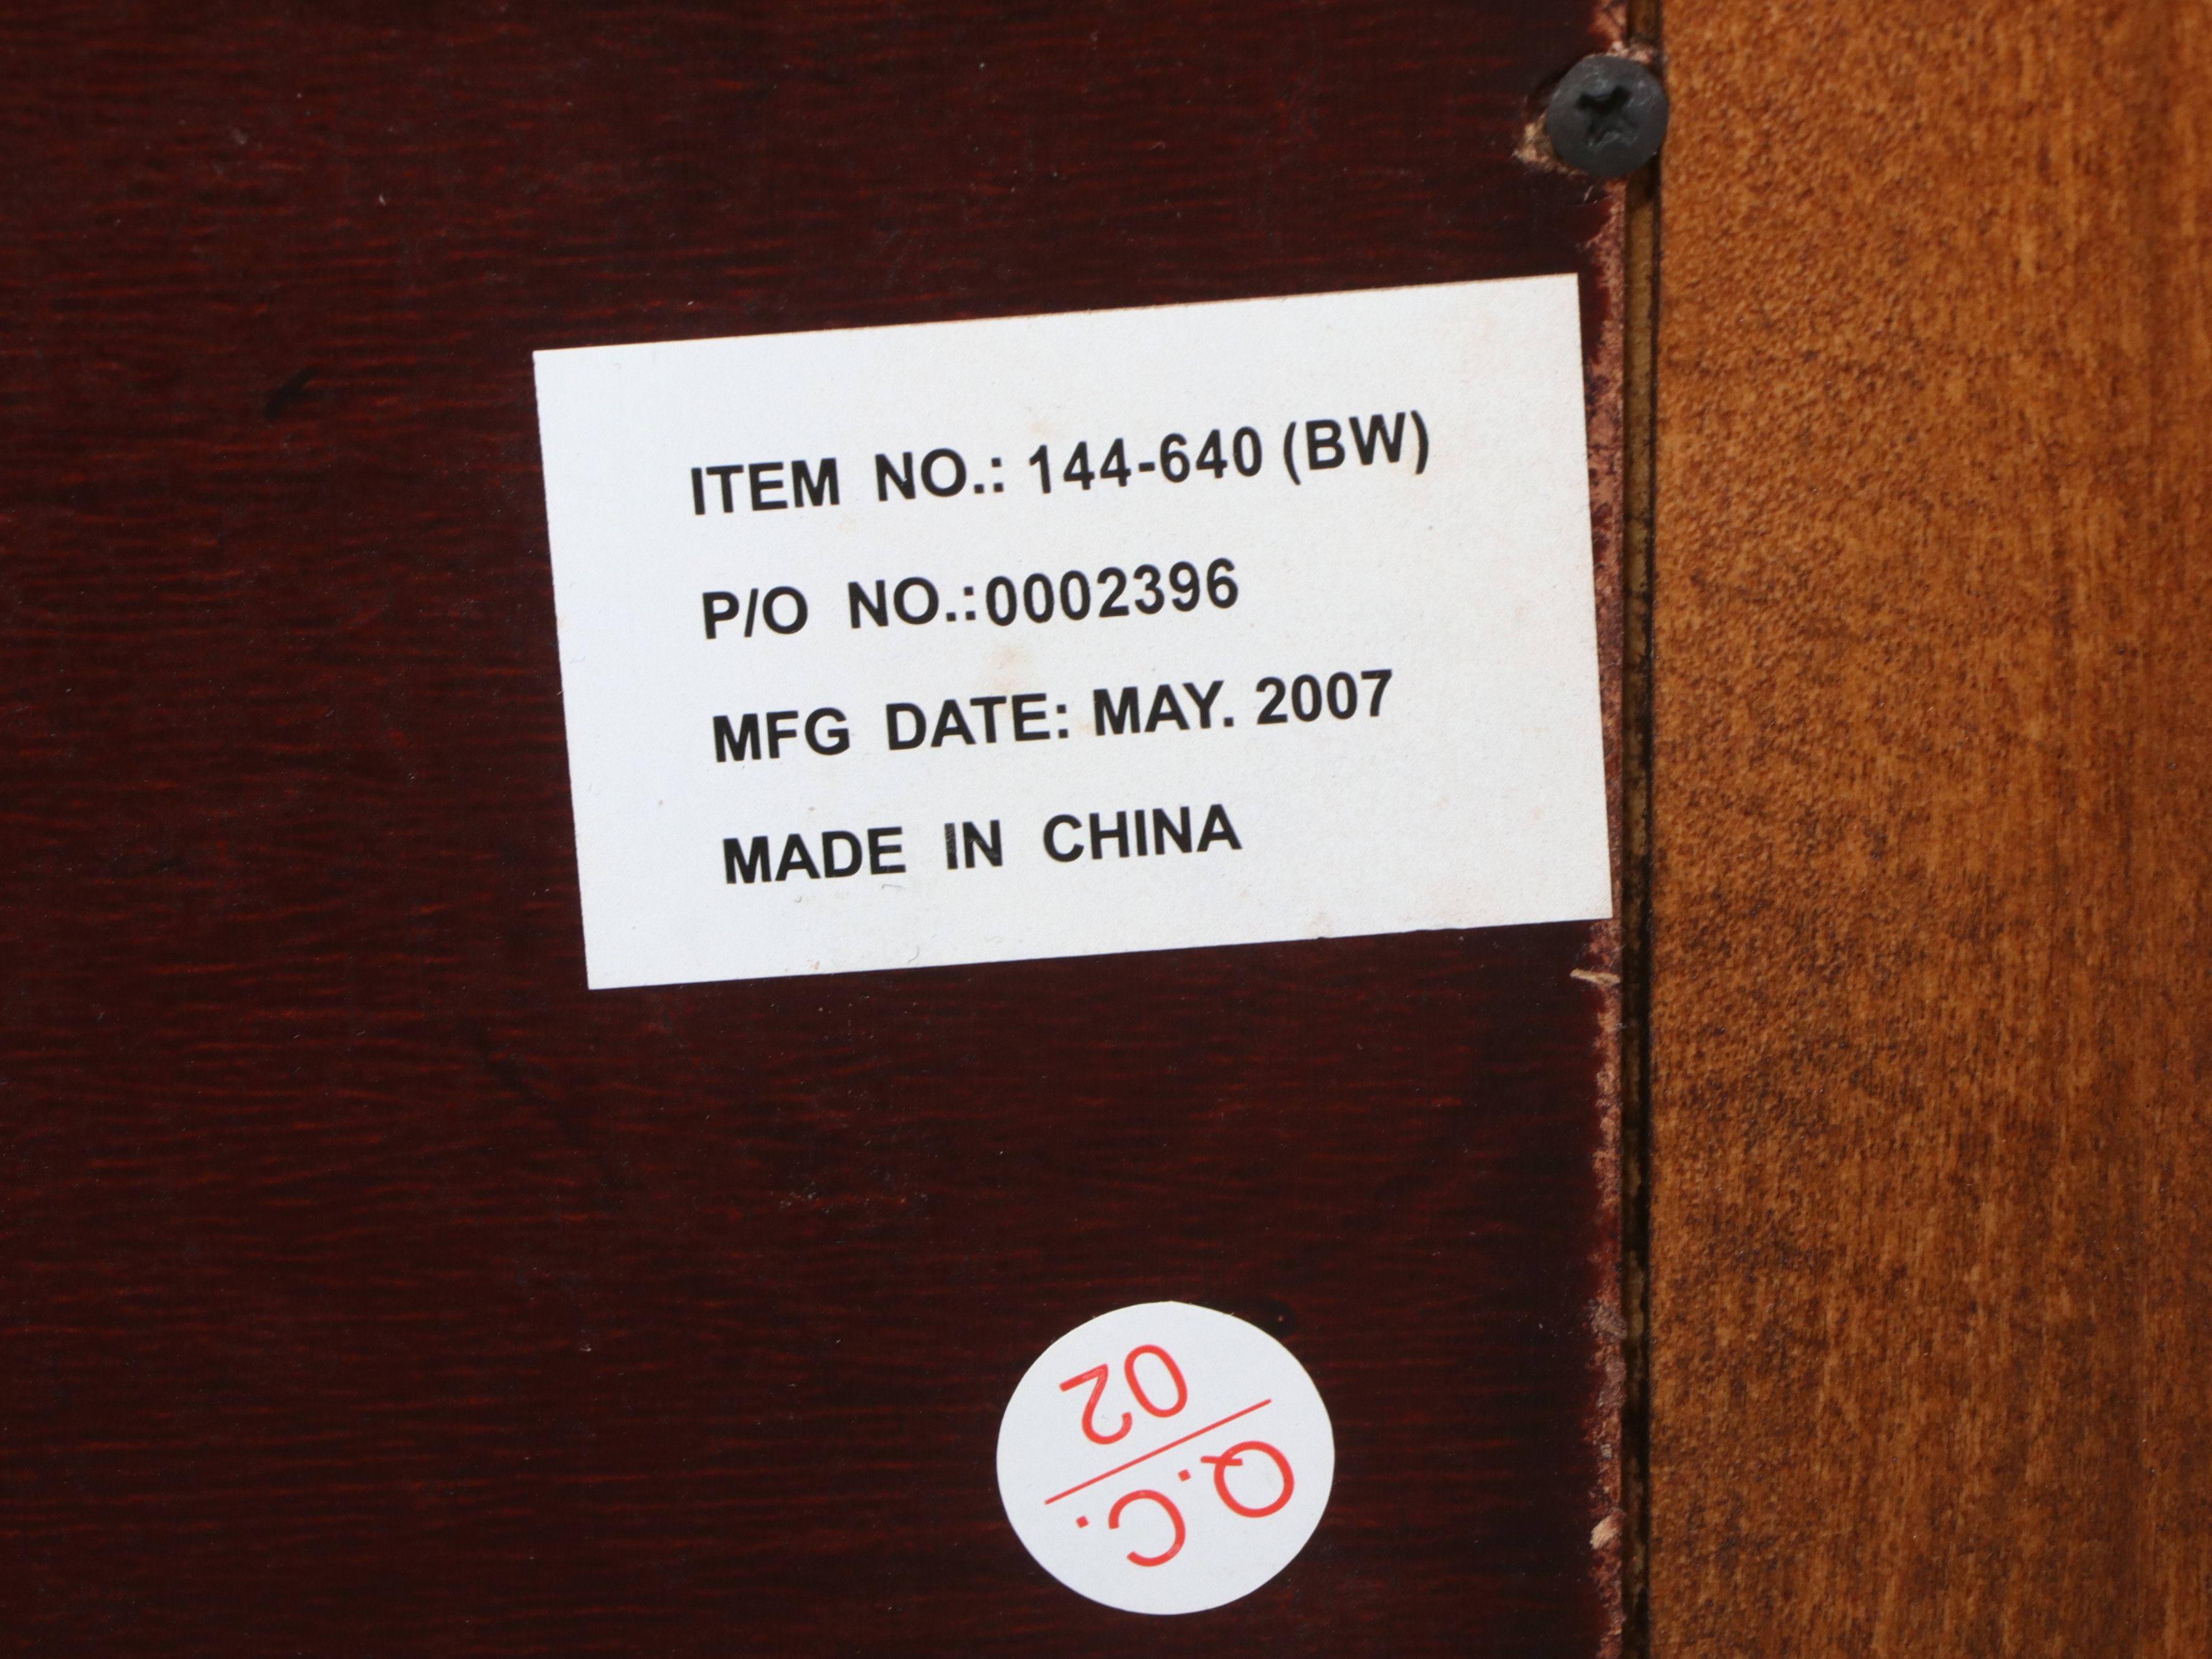 ITEM NO.: 144-640 (BW)
P/O NO.:0002396
MFG DATE: MAY. 2007
MADE IN CHINA
Q.C.
02